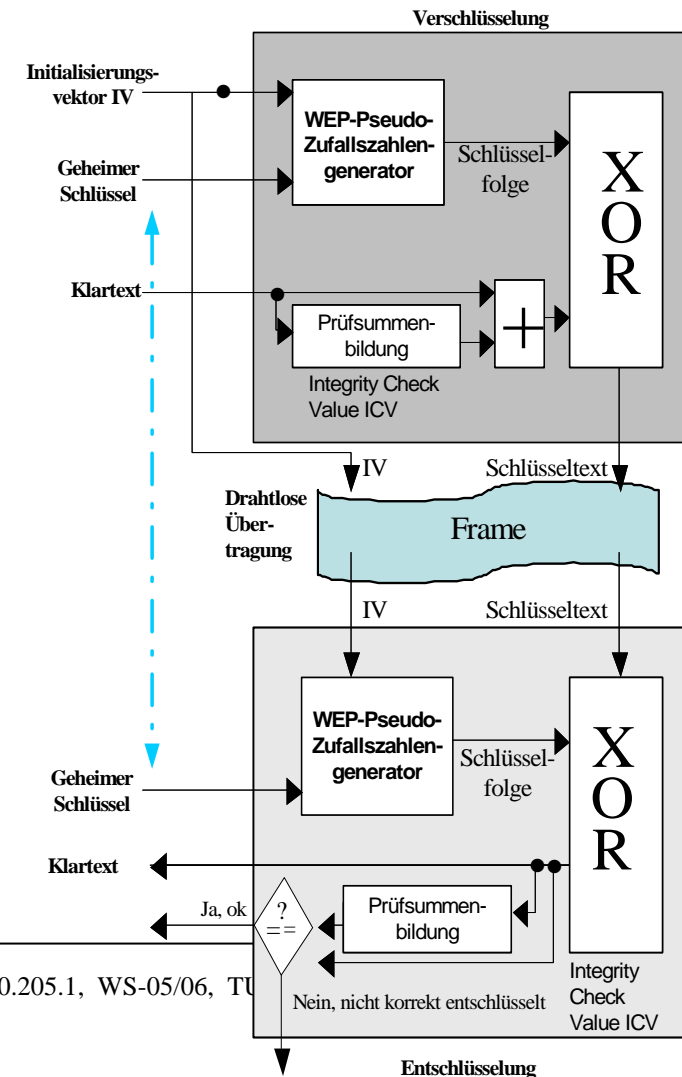 Verschlüsselung
Initialisierungs-
vektor IV
WEP-Pseudo-
Zufallszahlen-
generator
Schlüssel-
folge
XOR
Geheimer
Schlüssel
Klartext
Prüfsummen-
bildung
+
Integrity Check
Value ICV
IV
Schlüsseltext
Drahtlose
Über-
tragung
Frame
IV
Schlüsseltext
WEP-Pseudo-
Zufallszahlen-
generator
Schlüssel-
folge
XOR
Geheimer
Schlüssel
Klartext
Ja, ok
?
==
Prüfsummen-
bildung
0.205.1, WS-05/06, TU
Nein, nicht korrekt entschlüsselt
Integrity
Check
Value ICV
Entschlüsselung